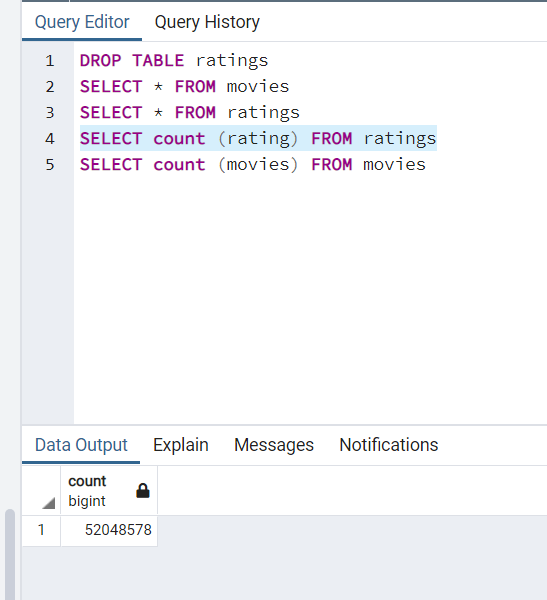 Query Editor Query History
1 DROP TABLE ratings
2 SELECT * FROM movies
3 SELECT * FROM ratings
4 SELECT count (rating) FROM ratings
5 SELECT count (movies) FROM movies
Data Output Explain Messages Notifications
count
bigint
1 52048578